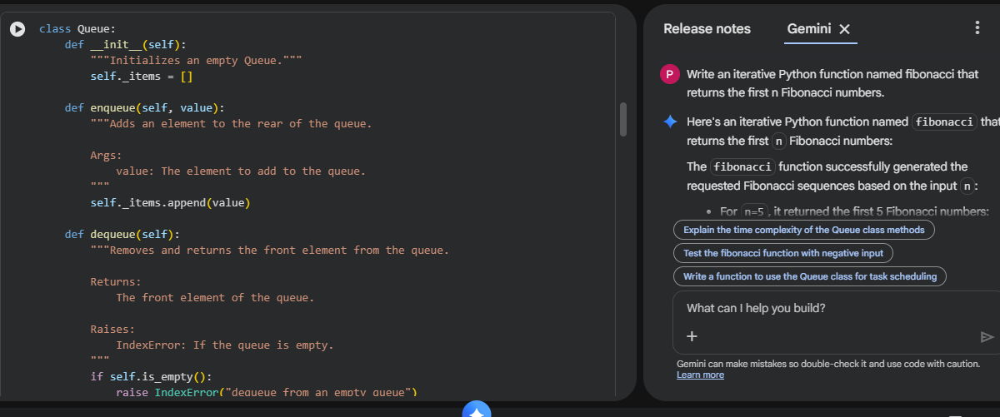 class Queue:
    def __init__(self):
        """Initializes an empty Queue."""
        self._items = []

    def enqueue(self, value):
        """Adds an element to the rear of the queue.

        Args:
            value: The element to add to the queue.
        """
        self._items.append(value)

    def dequeue(self):
        """Removes and returns the front element from the queue.

        Returns:
            The front element of the queue.

        Raises:
            IndexError: If the queue is empty.
        """
        if self.is_empty():
            raise IndexError("dequeue from an empty queue")
Release notes
Gemini
P
Write an iterative Python function named fibonacci that
returns the first n Fibonacci numbers.
Here's an iterative Python function named fibonacci that
returns the first n Fibonacci numbers:
The fibonacci function successfully generated the
requested Fibonacci sequences based on the input n:
• For n=5, it returned the first 5 Fibonacci numbers:
Explain the time complexity of the Queue class methods
Test the fibonacci function with negative input
Write a function to use the Queue class for task scheduling
What can I help you build?
Gemini can make mistakes so double-check it and use code with caution.
Learn more